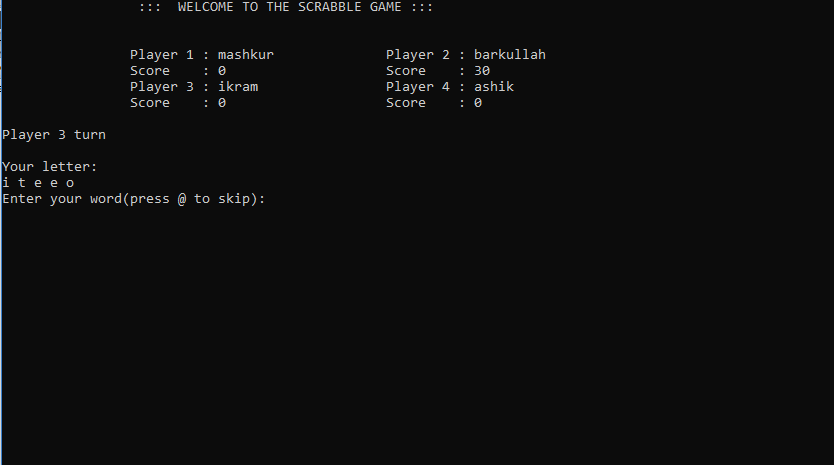 :::  WELCOME TO THE SCRABBLE GAME :::
Player 1 : mashkur              Player 2 : barkullah
Score    : 0                    Score    : 30
Player 3 : ikram                Player 4 : ashik
Score    : 0                    Score    : 0
Player 3 turn
Your letter:
i t e e o
Enter your word(press @ to skip):